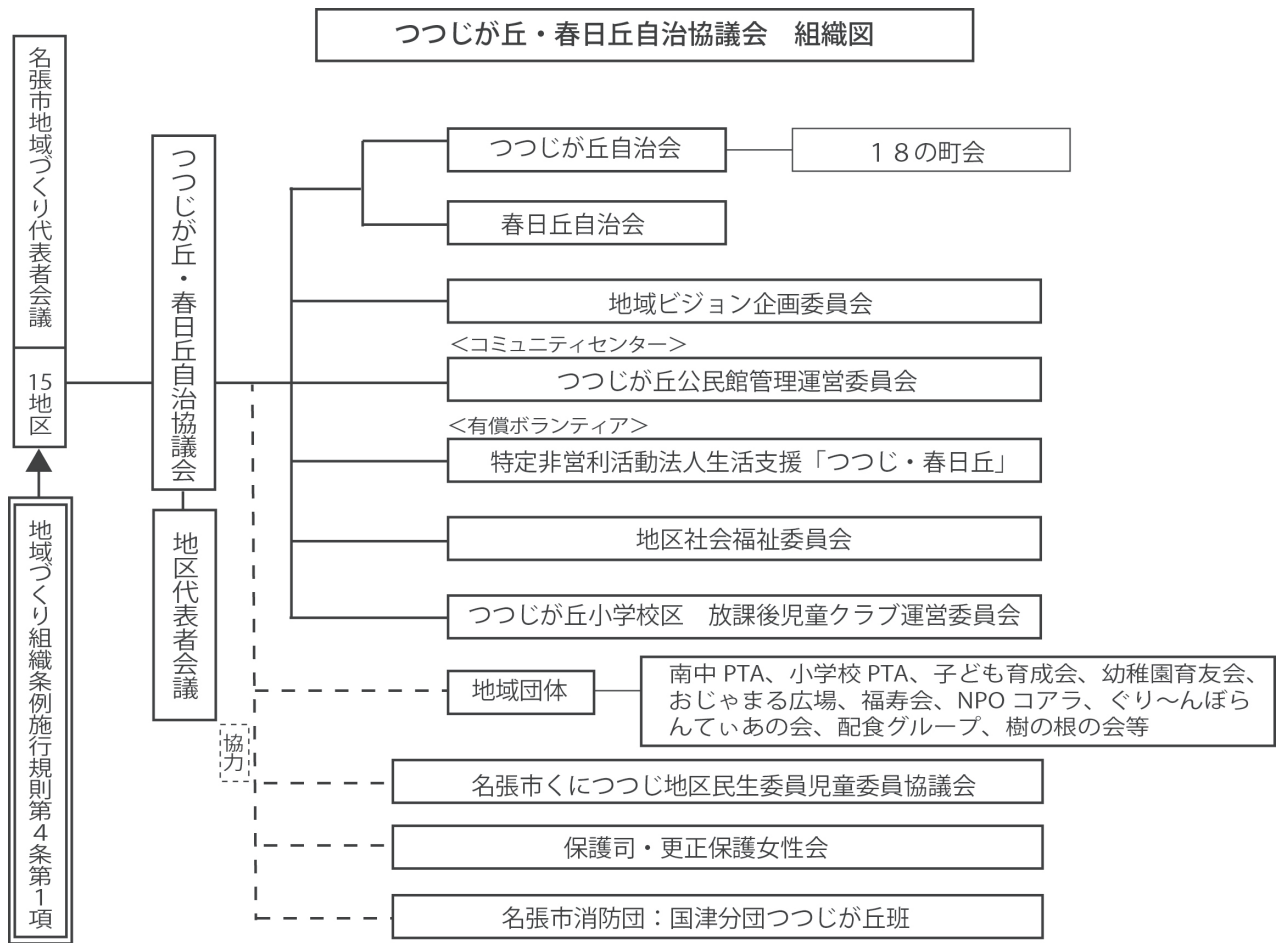 つつじが丘・春日丘自治協議会　組織図
名張市地域づくり代表者会議
15地区
地域づくり組織条例施行規則第4条第1項
つつじが丘・春日丘自治協議会
地区代表者会議
つつじが丘自治会
１８の町会
春日丘自治会
地域ビジョン企画委員会
＜コミュニティセンター＞
つつじが丘公民館管理運営委員会
＜有償ボランティア＞
特定非営利活動法人生活支援「つつじ・春日丘」
地区社会福祉委員会
つつじが丘小学校区　放課後児童クラブ運営委員会
地域団体
南中 PTA、小学校 PTA、子ども育成会、幼稚園育友会、
おじゃまる広場、福寿会、NPO コアラ、ぐり～んぼら
んてぃあの会、配食グループ、樹の根の会等
協力
名張市くにつつじ地区民生委員児童委員協議会
保護司・更正保護女性会
名張市消防団：国津分団つつじが丘班